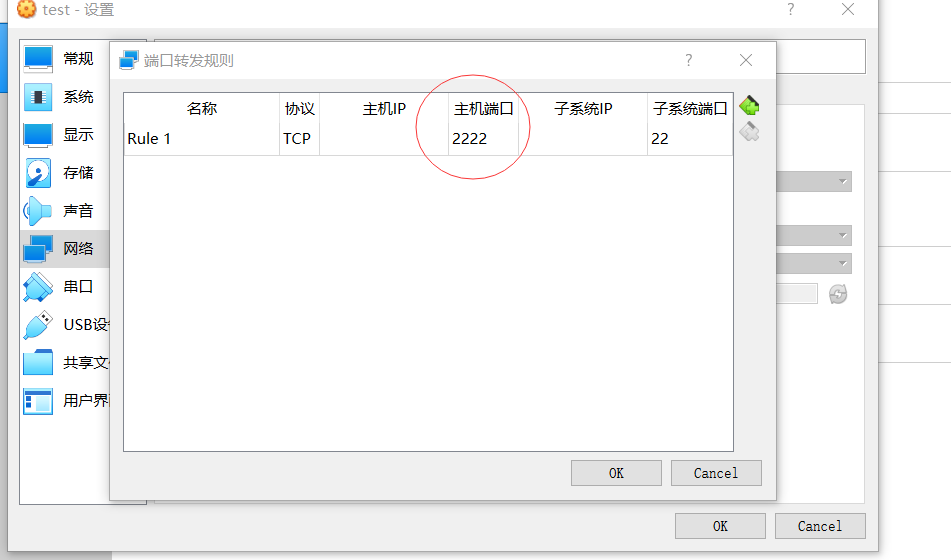 test - 设置
常规
系统
显示
存储
声音
网络
串口
USB设
共享文
用户界
端口转发规则
名称 协议 主机IP 主机端口 子系统IP 子系统端口
Rule 1 TCP 2222 22
OK Cancel
OK Cancel